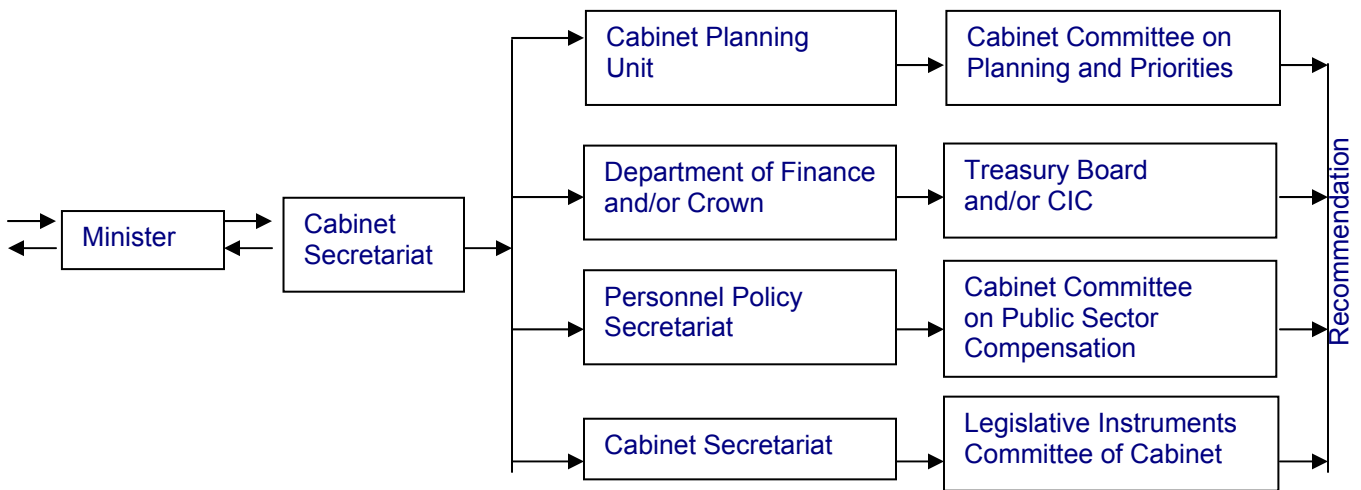 Minister
Cabinet
Secretariat
Cabinet Planning
Unit
Cabinet Committee on
Planning and Priorities
Department of Finance
and/or Crown
Treasury Board
and/or CIC
Personnel Policy
Secretariat
Cabinet Committee
on Public Sector
Compensation
Cabinet Secretariat
Legislative Instruments
Committee of Cabinet
Recommendation